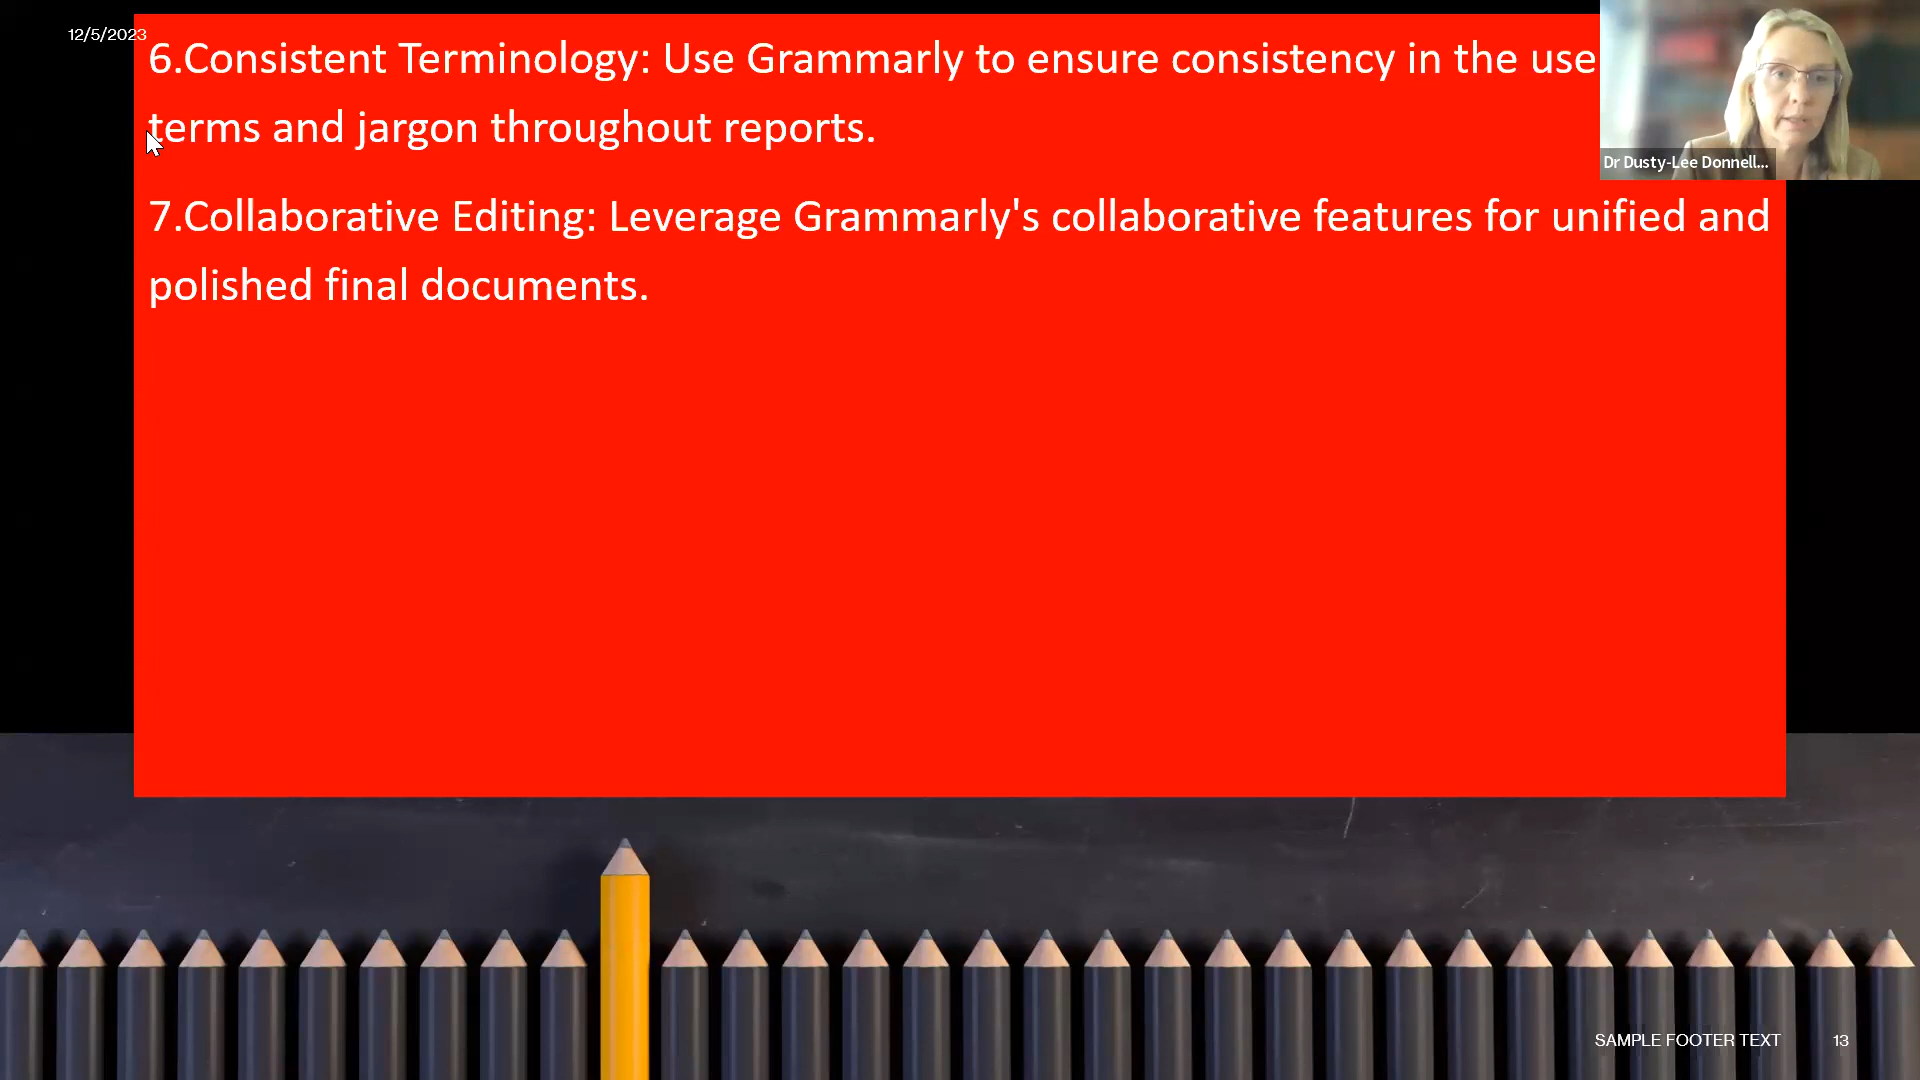 12/5/2023
6.Consistent Terminology: Use Grammarly to ensure consistency in the use
terms and jargon throughout reports.
7.Collaborative Editing: Leverage Grammarly's collaborative features for unified and
polished final documents.
Dr Dusty-Lee Donnell...
SAMPLE FOOTER TEXT
13